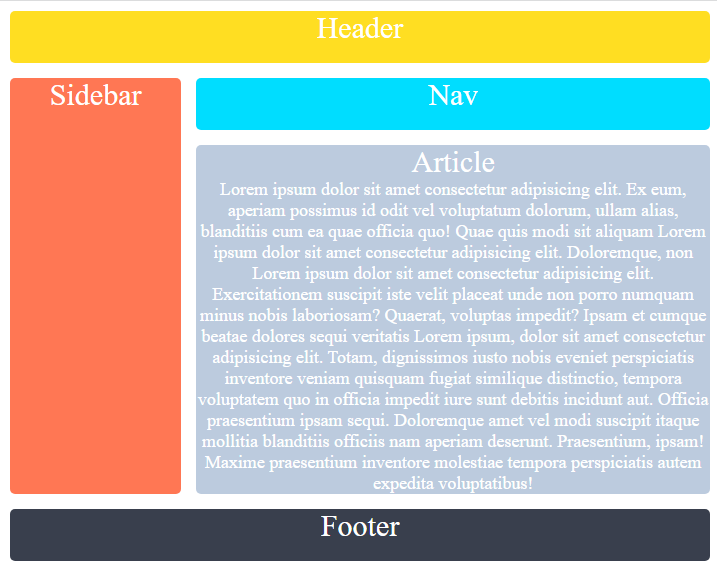 Header
Sidebar
Nav
Article
Lorem ipsum dolor sit amet consectetur adipisicing elit. Ex eum,
aperiam possimus id odit vel voluptatum dolorum, ullam alias,
blanditiis cum ea quae officia quo! Quae quis modi sit aliquam Lorem
ipsum dolor sit amet consectetur adipisicing elit. Doloremque, non
Lorem ipsum dolor sit amet consectetur adipisicing elit.
Exercitationem suscipit iste velit placeat unde non porro numquam
minus nobis laboriosam? Quaerat, voluptas impedit? Ipsam et cumque
beatae dolores sequi veritatis Lorem ipsum, dolor sit amet consectetur
adipisicing elit. Totam, dignissimos iusto nobis eveniet perspiciatis
inventore veniam quisquam fugiat similique distinctio, tempora
voluptatem quo in officia impedit iure sunt debitis incidunt aut. Officia
praesentium ipsam sequi. Doloremque amet vel modi suscipit itaque
mollitia blanditiis officiis nam aperiam deserunt. Praesentium, ipsam!
Maxime praesentium inventore molestiae tempora perspiciatis autem
expedita voluptatibus!
Footer